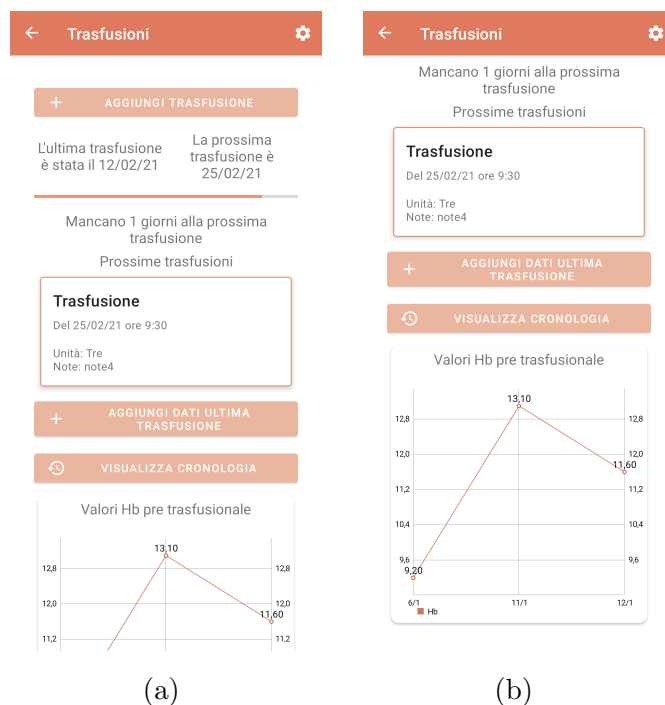 Trasfusioni
AGGIUNGI TRASFUSIONE
L'ultima trasfusione
è stata il 12/02/21
La prossima
trasfusione è
25/02/21
Mancano 1 giorni alla prossima
trasfusione
Prossime trasfusioni
Trasfusione
Del 25/02/21 ore 9:30
Unità: Tre
Note: note4
AGGIUNGI DATI ULTIMA
TRASFUSIONE
VISUALIZZA CRONOLOGIA
Valori Hb pre trasfusionale
13,10
12,8 12,8
12,0 12,0
11,60
11,2 11,2
(a)
Trasfusioni
Mancano 1 giorni alla prossima
trasfusione
Prossime trasfusioni
Trasfusione
Del 25/02/21 ore 9:30
Unità: Tre
Note: note4
AGGIUNGI DATI ULTIMA
TRASFUSIONE
VISUALIZZA CRONOLOGIA
Valori Hb pre trasfusionale
13,10
12,8 12,8
12,0 12,0
11,60
11,2 11,2
10,4 10,4
9,6 9,6
9,20
6/1 11/1 12/1
Hb
(b)